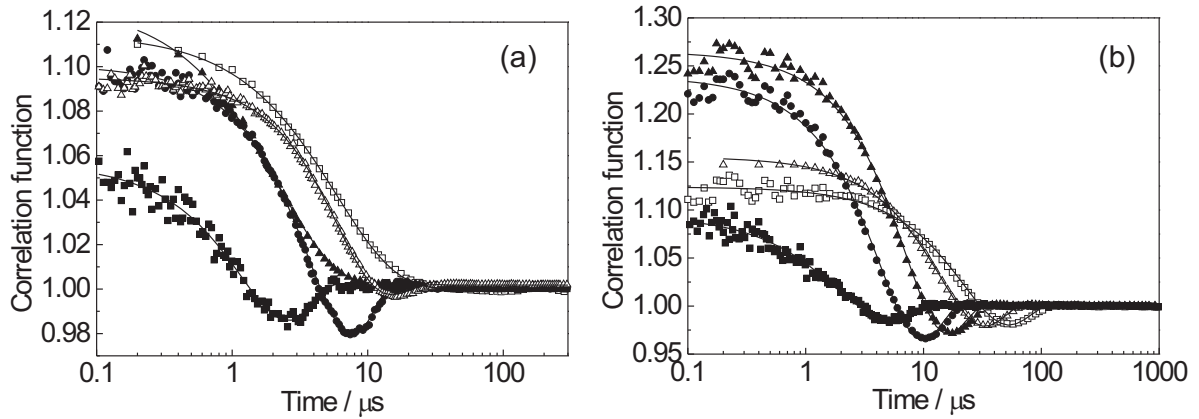 (a)
Correlation function
1.12
1.10
1.08
1.06
1.04
1.02
1.00
0.98
0.1 1 10 100
Time / μs
(b)
Correlation function
1.30
1.25
1.20
1.15
1.10
1.05
1.00
0.95
0.1 1 10 100 1000
Time / μs